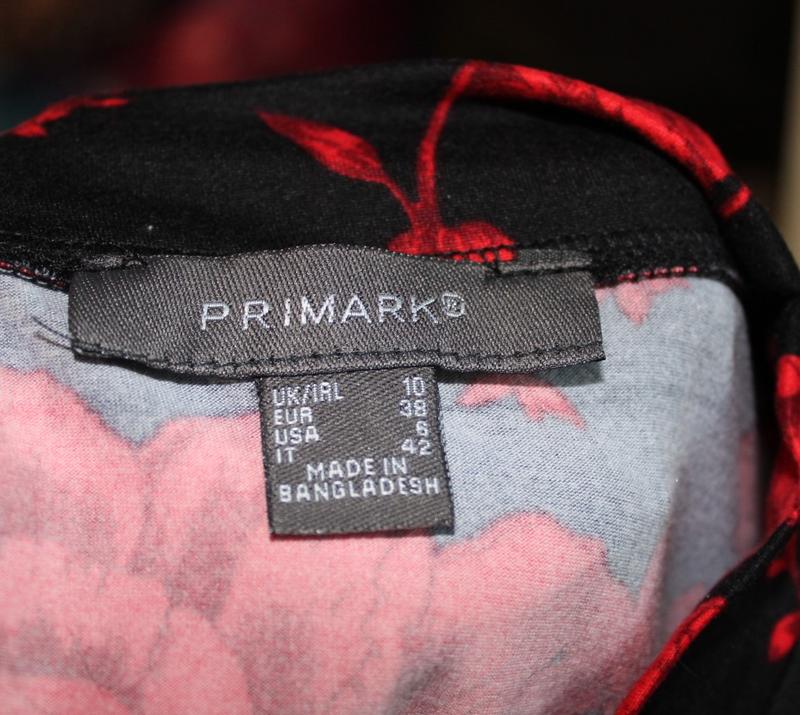 PRIMARK®
UK/IRL 10
EUR 38
USA 6
IT 42
MADE IN
BANGLADESH